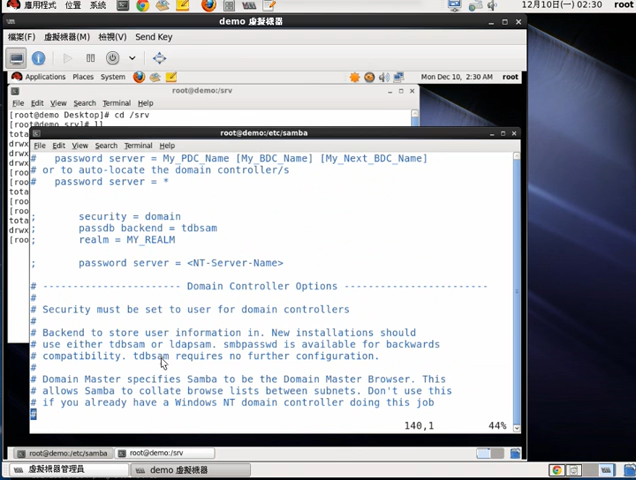 應用程式 位置 系統 12月10日(一) 02:30 root
demo 虛擬機器
檔案(F) 虛擬機器(M) 檢視(V) Send Key
Applications Places System Mon Dec 10, 2:30 AM root
root@demo:/srv
File Edit View Search Terminal Help
[root@demo Desktop]# cd /srv
[root@demo srv]# ll
root@demo:/etc/samba
File Edit View Search Terminal Help
# password server = My_PDC_Name [My_BDC_Name] [My_Next_BDC_Name]
# or to auto-locate the domain controller/s
# password server = *
; security = domain
; passdb backend = tdbsam
; realm = MY_REALM
; password server = <NT-Server-Name>
# ----------------------- Domain Controller Options ------------------------
#
# Security must be set to user for domain controllers
#
# Backend to store user information in. New installations should
# use either tdbsam or ldapsam. smbpasswd is available for backwards
# compatibility. tdbsam requires no further configuration.
#
# Domain Master specifies Samba to be the Domain Master Browser. This
# allows Samba to collate browse lists between subnets. Don't use this
# if you already have a Windows NT domain controller doing this job
#
140,1 44%
root@demo:/etc/samba root@demo:/srv
虛擬機器管理員 demo 虛擬機器